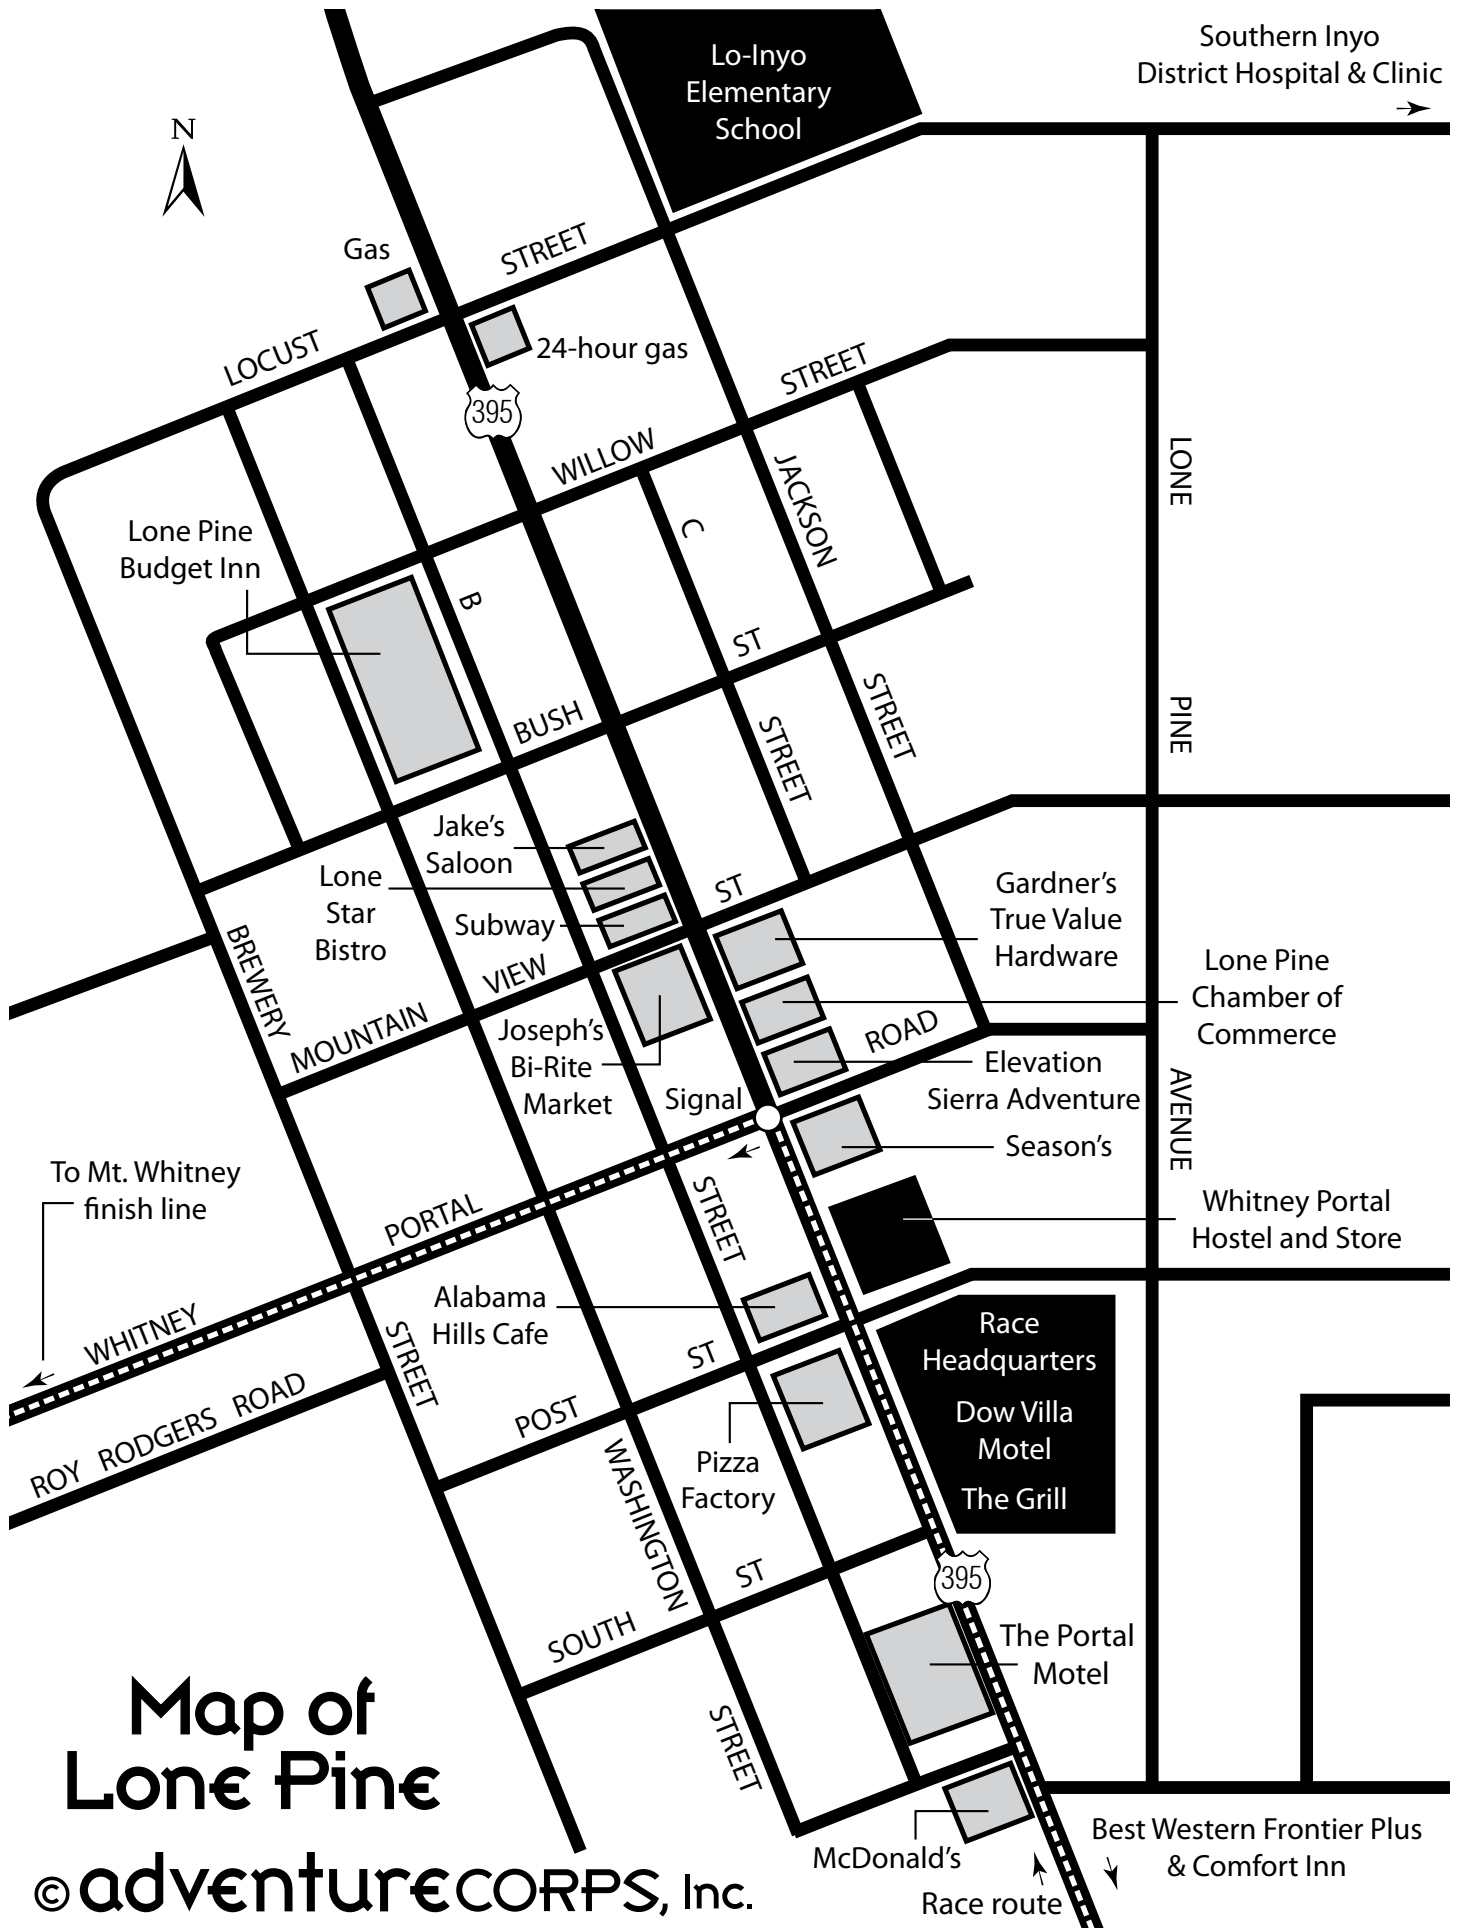 Lo-Inyo
Elementary
School
Southern Inyo
District Hospital & Clinic
N
Gas
STREET
24-hour gas
LOCUST
395
STREET
WILLOW
LONE
JACKSON
C
Lone Pine
Budget Inn
B
ST
STREET
BUSH
STREET
PINE
Jake's
Saloon
Lone
Star
Bistro
Subway
ST
Gardner's
True Value
Hardware
BREWERY
VIEW
MOUNTAIN
Lone Pine
Chamber of
Commerce
Joseph's
Bi-Rite
Market
ROAD
Elevation
Sierra Adventure
Signal
AVENUE
Season's
To Mt. Whitney
finish line
STREET
PORTAL
Whitney Portal
Hostel and Store
Alabama
Hills Cafe
WHITNEY
STREET
ST
Race
Headquarters
Dow Villa
Motel
The Grill
ROY RODGERS ROAD
POST
Pizza
Factory
WASHINGTON
ST
395
SOUTH
The Portal
Motel
STREET
Map of
Lone Pine
McDonald's
Best Western Frontier Plus
& Comfort Inn
Race route
© adventureCORPS, Inc.